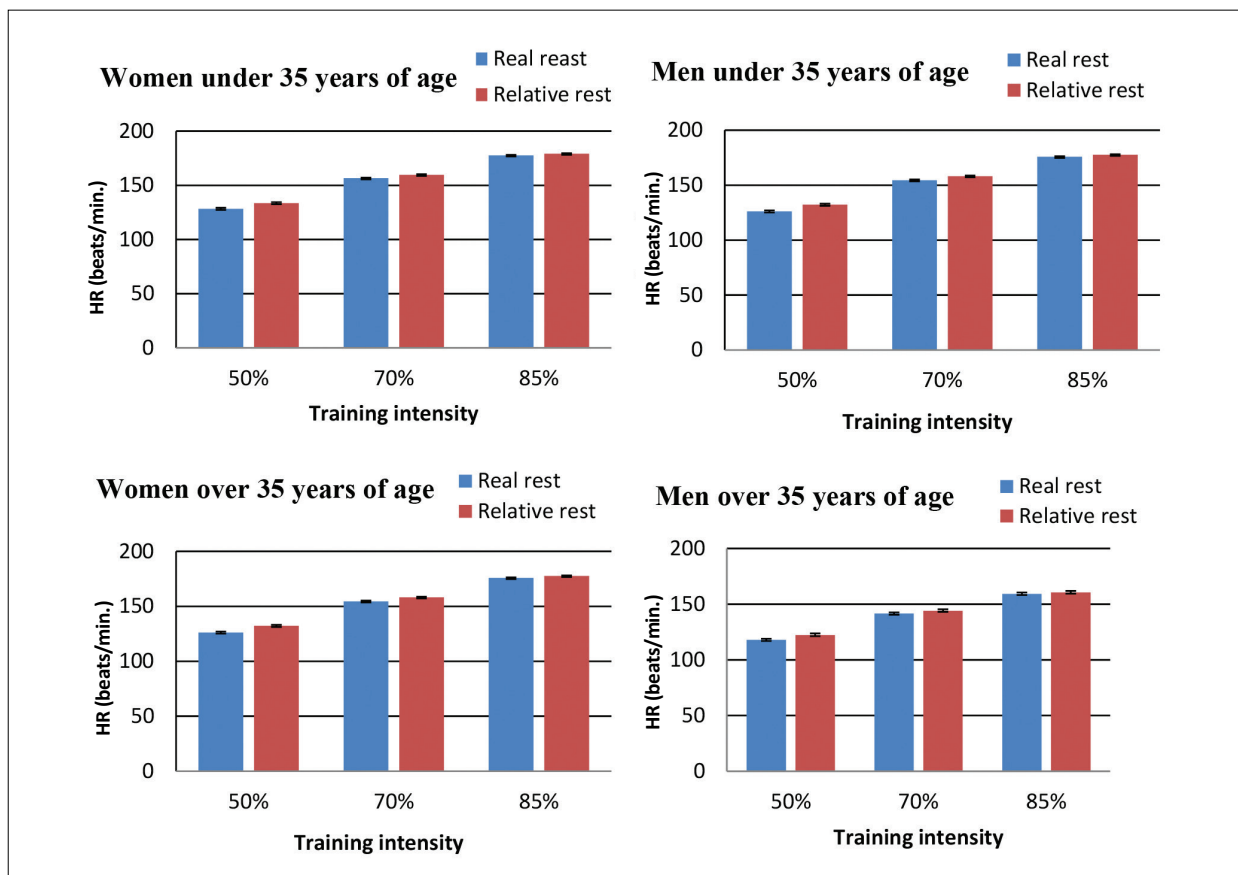 Women under 35 years of age
Real reast
Relative rest
HR (beats/min.)
200
150
100
50
0
50% 70% 85%
Training intensity
Men under 35 years of age
Real rest
Relative rest
HR (beats/min.)
200
150
100
50
0
50% 70% 85%
Training intensity
Women over 35 years of age
Real rest
Relative rest
HR (beats/min.)
200
150
100
50
0
50% 70% 85%
Training intensity
Men over 35 years of age
Real rest
Relative rest
HR (beats/min.)
200
150
100
50
0
50% 70% 85%
Training intensity